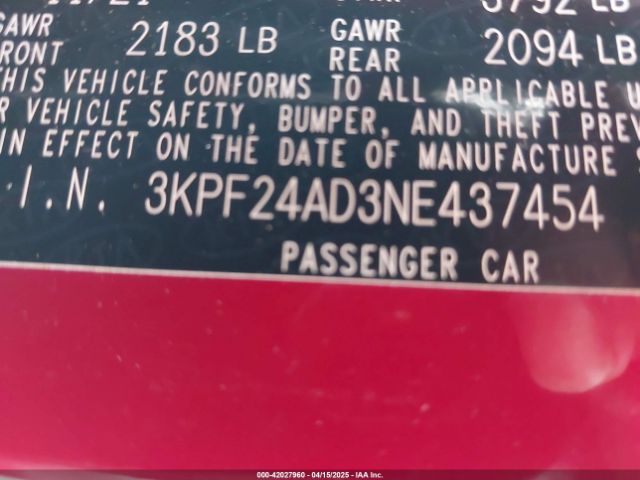 GAWR FRONT 2183 LB GAWR REAR 2094 LB
THIS VEHICLE CONFORMS TO ALL APPLICABLE
VEHICLE SAFETY, BUMPER, AND THEFT
IN EFFECT ON THE DATE OF MANUFACTURE
I.N. 3KPF24AD3NE437454
PASSENGER CAR
000-42027960 - 04/15/2025 - IAA Inc.